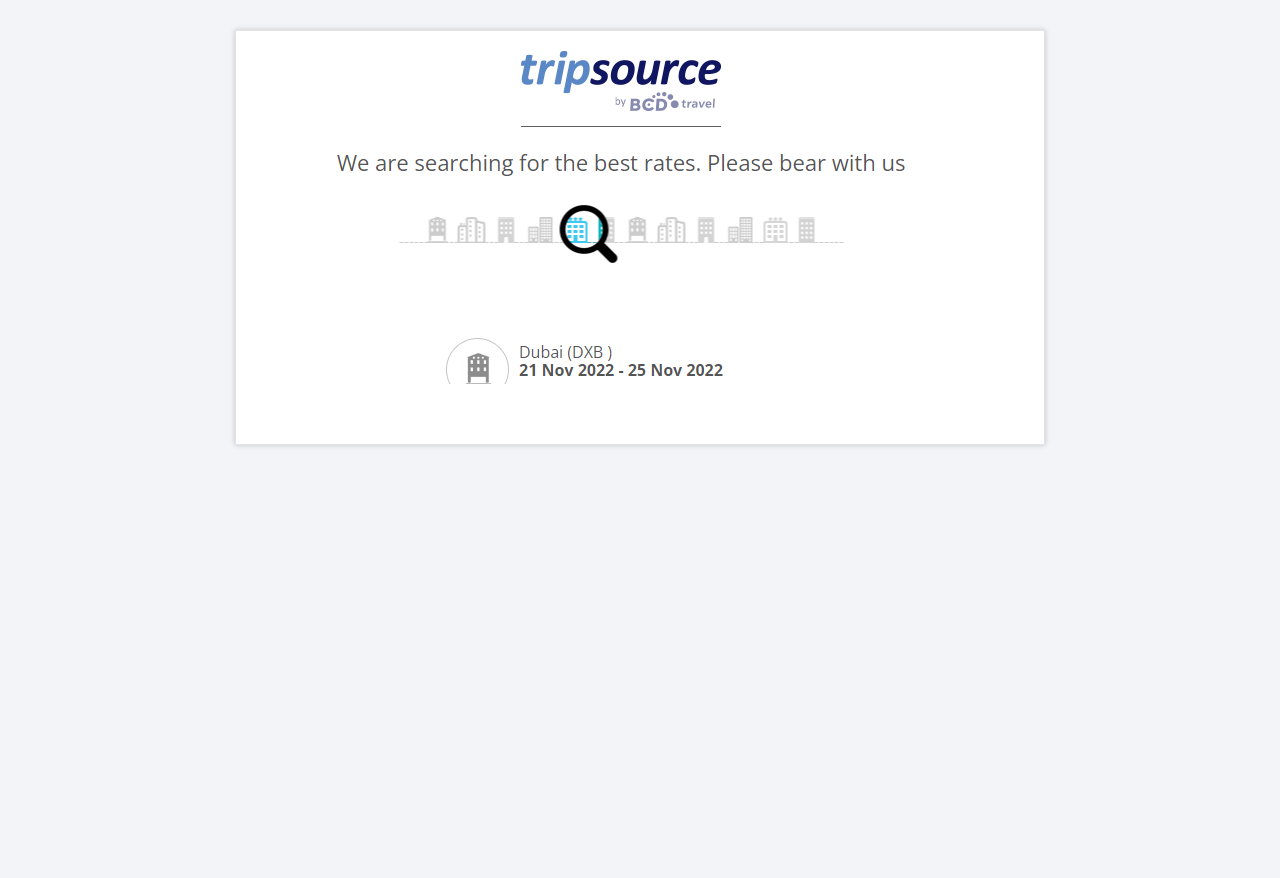 tripsource
by BCD travel
We are searching for the best rates. Please bear with us
Dubai (DXB )
21 Nov 2022 - 25 Nov 2022